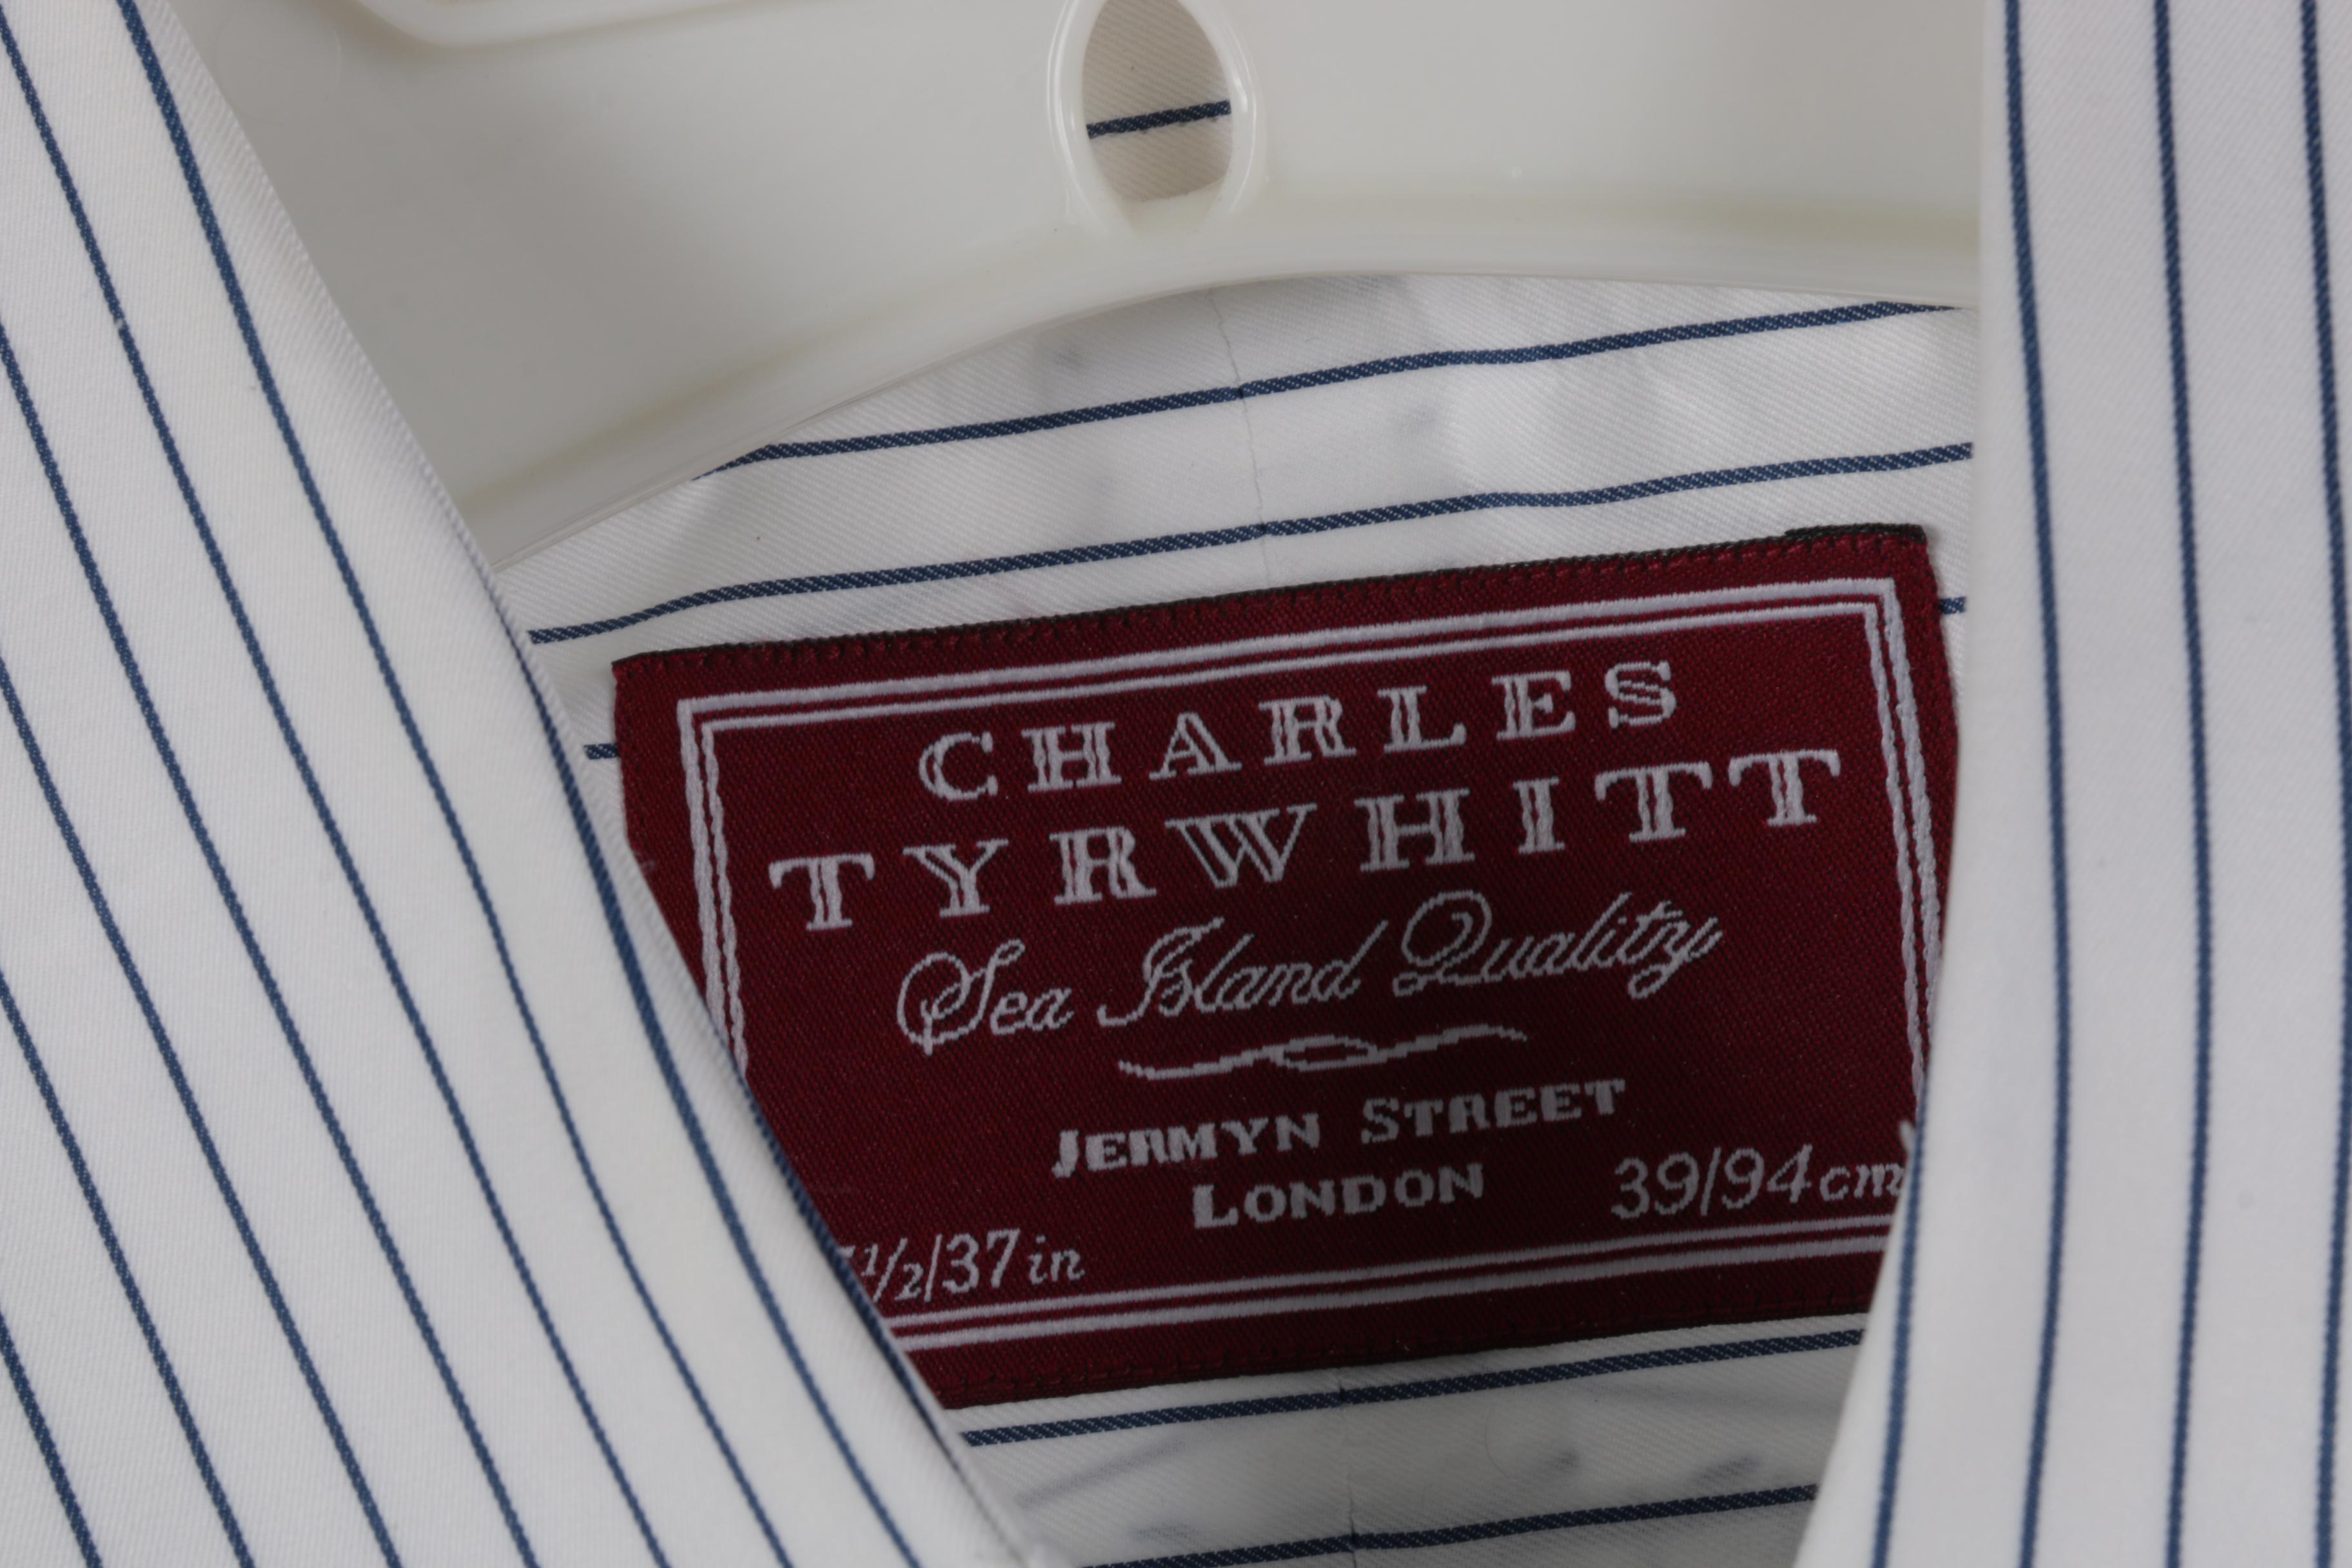 CHARLES
TYRWHITT
Sea Island Quality
JERMYN STREET
LONDON
39/94cm
1/2/37in